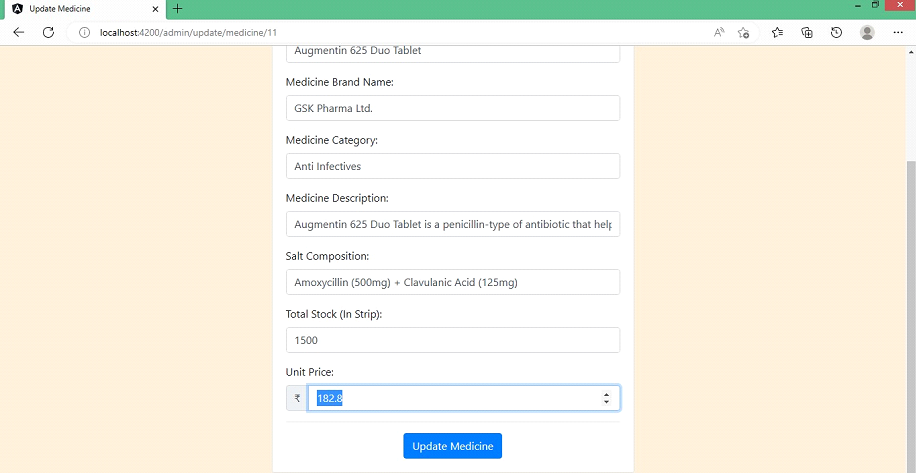 Update Medicine
localhost:4200/admin/update/medicine/11
Augmentin 625 Duo Tablet
Medicine Brand Name:
GSK Pharma Ltd.
Medicine Category:
Anti Infectives
Medicine Description:
Augmentin 625 Duo Tablet is a penicillin-type of antibiotic that help
Salt Composition:
Amoxycillin (500mg) + Clavulanic Acid (125mg)
Total Stock (In Strip):
1500
Unit Price:
₹ 182.8
Update Medicine